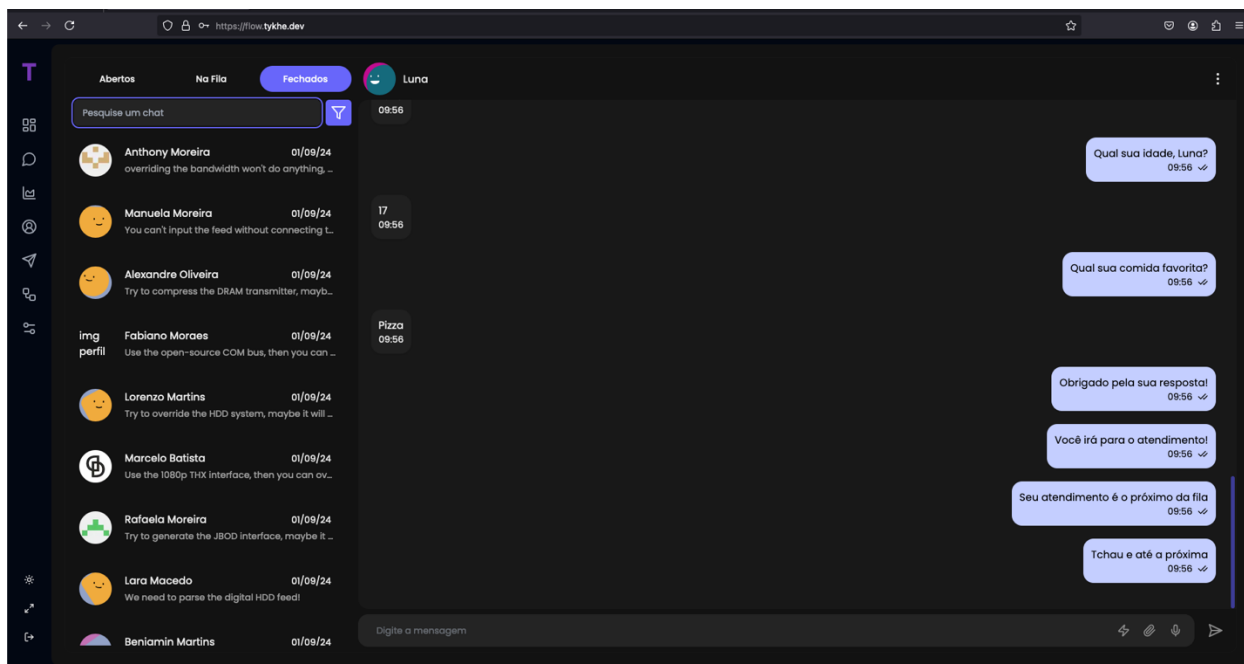 https://flow.tykhe.dev
T
Abertos
Na Fila
Fechados
Pesquise um chat
Anthony Moreira 01/09/24
overriding the bandwidth won't do anything, ...
Manuela Moreira 01/09/24
You can't input the feed without connecting t...
Alexandre Oliveira 01/09/24
Try to compress the DRAM transmitter, mayb...
img perfil
Fabiano Moraes 01/09/24
Use the open-source COM bus, then you can ...
Lorenzo Martins 01/09/24
Try to override the HDD system, maybe it will ...
Marcelo Batista 01/09/24
Use the 1080p THX interface, then you can ov...
Rafaela Moreira 01/09/24
Try to generate the JBOD interface, maybe it ...
Lara Macedo 01/09/24
We need to parse the digital HDD feed!
Benjamin Martins 01/09/24
Luna
09:56
Qual sua idade, Luna?
09:56
17
09:56
Qual sua comida favorita?
09:56
Pizza
09:56
Obrigado pela sua resposta!
09:56
Você irá para o atendimento!
09:56
Seu atendimento é o próximo da fila
09:56
Tchau e até a próxima
09:56
Digite a mensagem